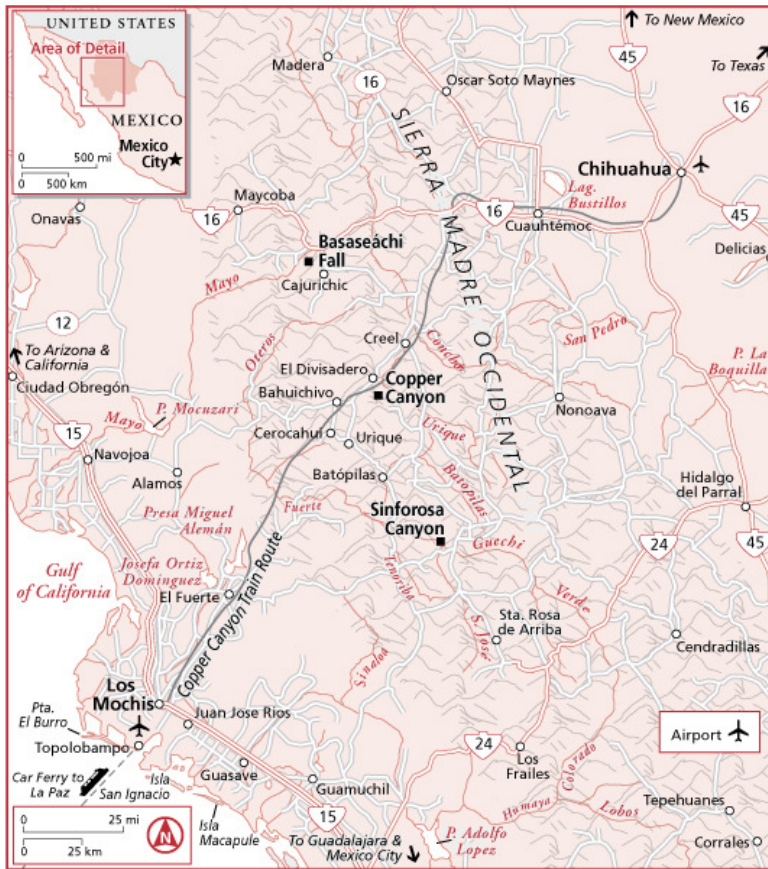 UNITED STATES
Area of Detail
MEXICO
Mexico
City
0 500 mi
0 500 km
To New Mexico
45
To Texas
16
Madera
16
Oscar Soto Maynes
SIERRA MADRE OCCIDENTAL
Chihuahua
Lag.
Bustillos
Onavas
16
Maycoba
16
Cuauhtémoc
45
Delicias
Basaseáchi
Fall
Cajurichic
Mayo
12
Oteros
Creel
Conchos
San Pedro
To Arizona &
California
Ciudad Obregón
El Divisadero
Copper
Canyon
P. La
Boquilla
Bahuichivo
Nonoava
Mayo
P. Mocuzari
15
Cerocahui
Urique
Urique
Navojoa
Alamos
Batópilas
Batopilas
Hidalgo
del Parral
Presa Miguel
Alemán
Fuerte
Sinforosa
Canyon
Guechi
24
45
Gulf
of California
Josefa Ortiz
Dominguez
El Fuerte
Copper Canyon Train Route
Tenoriba
Verde
S. José
Sta. Rosa
de Arriba
Cendradillas
Sinaloa
Los
Mochis
Pta.
El Burro
Juan Jose Rios
Topolobampo
24
Los
Frailes
Colorado
Airport
Car Ferry to
La Paz
Isla
San Ignacio
Guasave
Guamuchil
Humaya
Lobos
Tepehuanes
0 25 mi
0 25 km
N
Isla
Macapule
15
To Guadalajara &
Mexico City
P. Adolfo
Lopez
Corrales